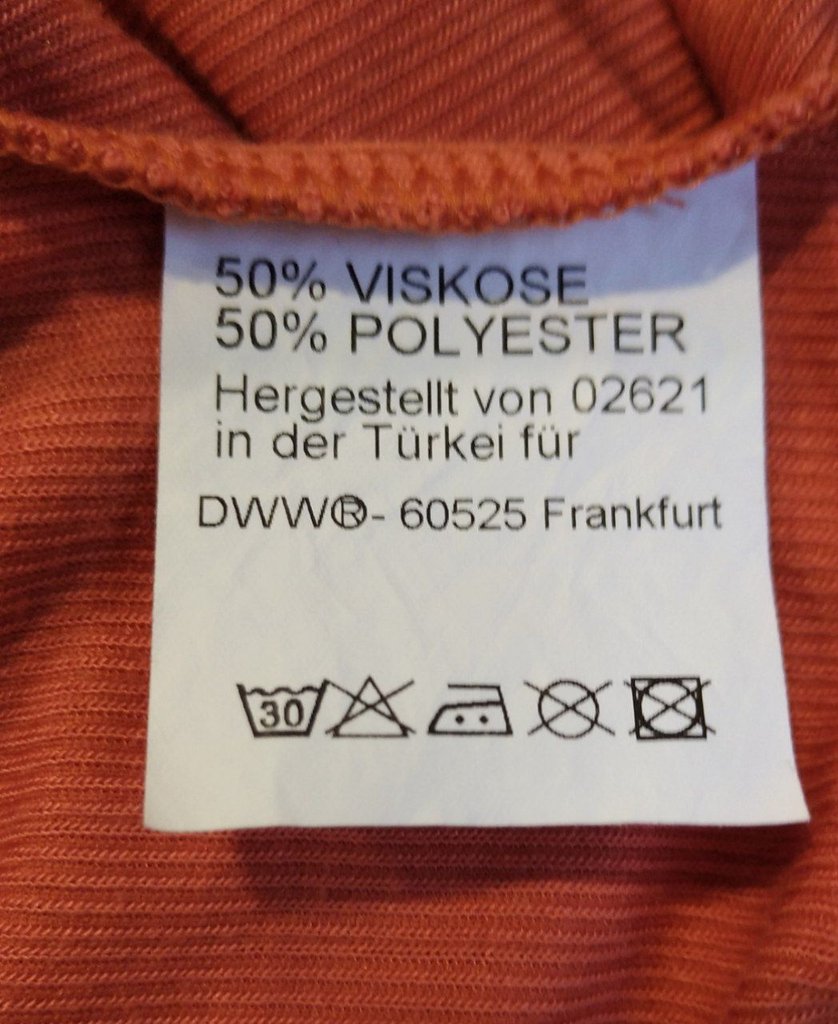 50% VISKOSE
50% POLYESTER
Hergestellt von 02621
in der Türkei für
DWW®- 60525 Frankfurt
30